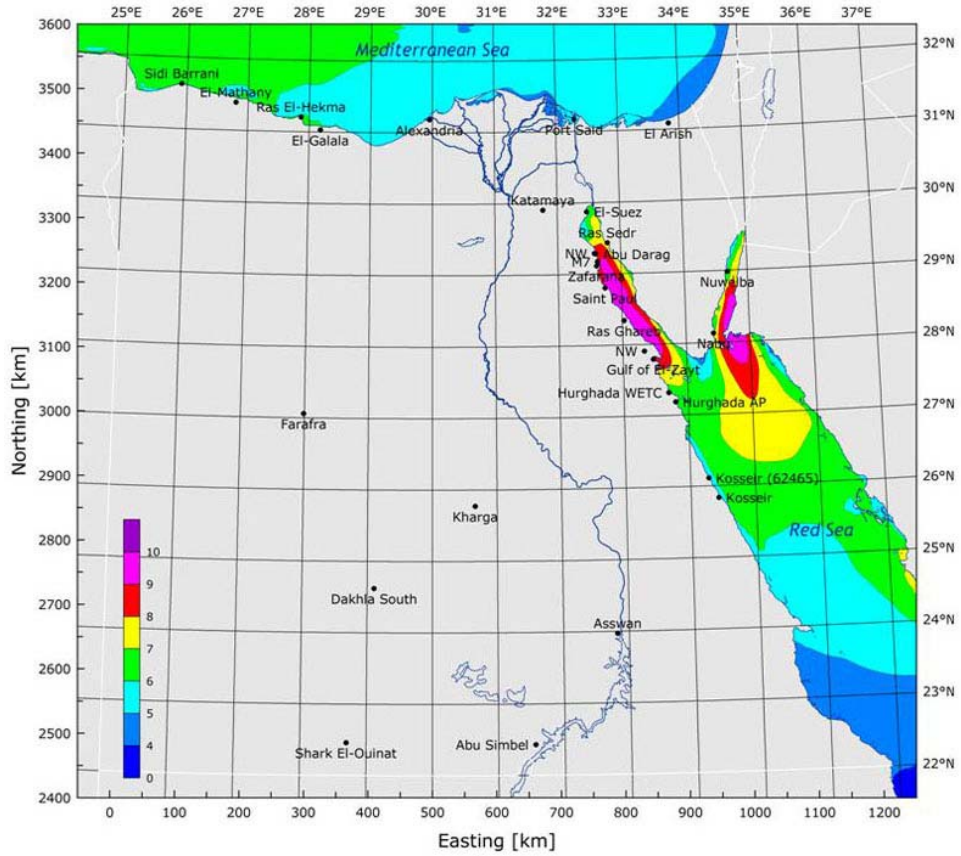 25°E 26°E 27°E 28°E 29°E 30°E 31°E 32°E 33°E 34°E 35°E 36°E 37°E
3600
32°N
Mediterranean Sea
Sidi Barrani
3500
El-Mathany
Ras El-Hekma
31°N
El-Galala
Alexandria
Port Said
El Arish
3400
30°N
3300
Katamaya
El-Suez
Ras Sedr
NW
Abu Darag
M7
29°N
Zafarana
Nuweiba
3200
Saint Paul
Ras Ghareb
28°N
Nabq
3100
NW
Gulf of El-Zayt
Hurghada WETC
Hurghada AP
27°N
3000
Farafra
Northing [km]
26°N
Kosseir (62465)
2900
Kosseir
Kharga
Red Sea
2800
25°N
10
9
2700
Dakhla South
24°N
8
Asswan
7
2600
6
23°N
5
2500
Shark El-Ouinat
Abu Simbel
4
22°N
0
2400
0 100 200 300 400 500 600 700 800 900 1000 1100 1200
Easting [km]